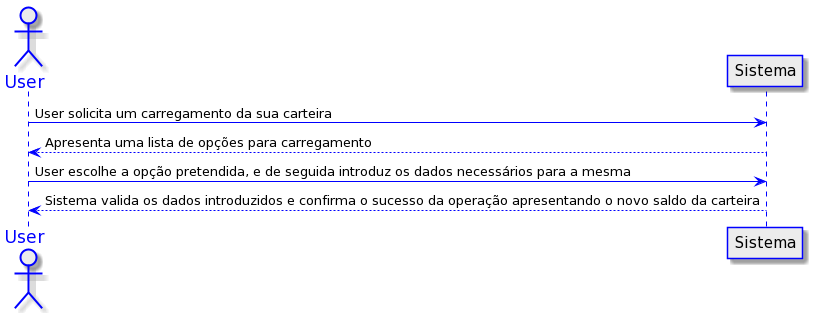 User
Sistema
User solicita um carregamento da sua carteira
Apresenta uma lista de opções para carregamento
User escolhe a opção pretendida, e de seguida introduz os dados necessários para a mesma
Sistema valida os dados introduzidos e confirma o sucesso da operação apresentando o novo saldo da carteira
User
Sistema